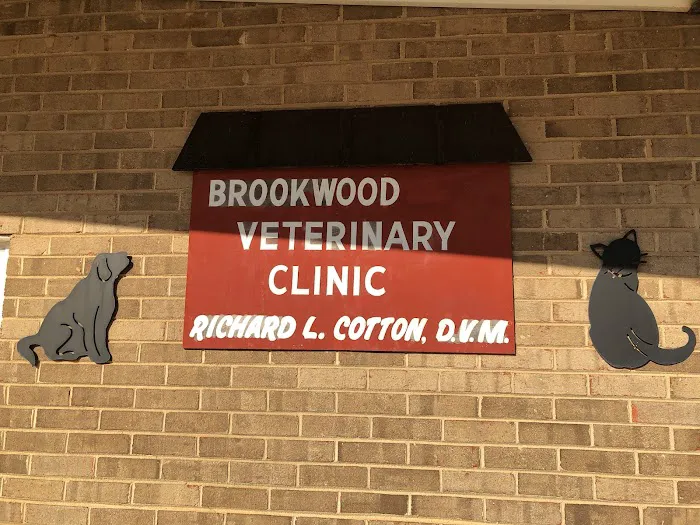 BROOKWOOD
VETERINARY
CLINIC
RICHARD L. COTTON, D.V.M.